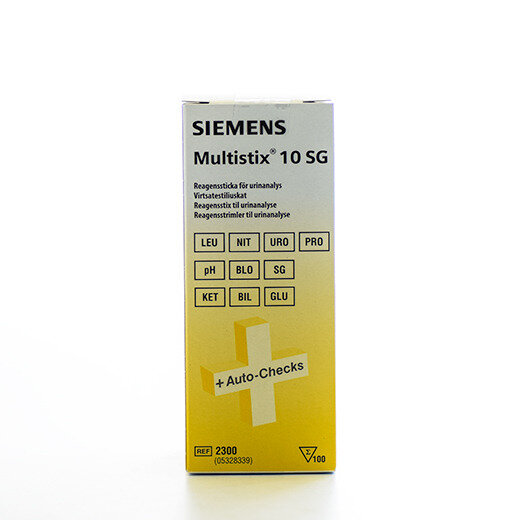 SIEMENS
Multistix® 10 SG
Reagenssticka för urinanalys
Virtsatestiliuskat
Reagensstix til urinanalyse
Reagensstrimler til urinanalyse
LEU NIT URO PRO
pH BLO SG
KET BIL GLU
+ Auto-Checks
REF 2300
(05328339)
Σ 100